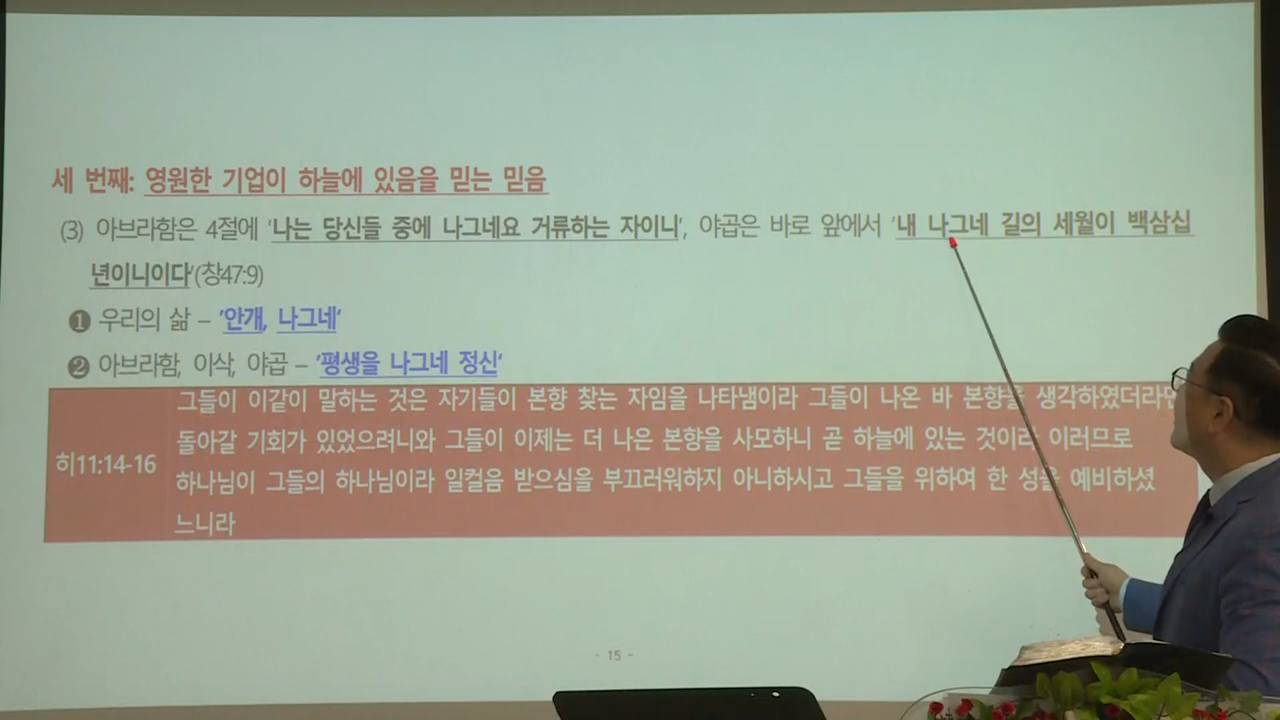 세 번째: 영원한 기업이 하늘에 있음을 믿는 믿음
(3) 아브라함은 4절에 '나는 당신들 중에 나그네요 거류하는 자이니', 야곱은 바로 앞에서 '내 나그네 길의 세월이 백삼십
년이니이다'(창47:9)
❶ 우리의 삶 – '안개, 나그네'
❷ 아브라함, 이삭, 야곱 – '평생을 나그네 정신'
그들이 이같이 말하는 것은 자기들이 본향 찾는 자임을 나타냄이라 그들이 나온 바 본향을 생각하였더라면
돌아갈 기회가 있었으려니와 그들이 이제는 더 나은 본향을 사모하니 곧 하늘에 있는 것이라 이러므로
히11:14-16
하나님이 그들의 하나님이라 일컬음 받으심을 부끄러워하지 아니하시고 그들을 위하여 한 성을 예비하셨
느니라
- 15 -